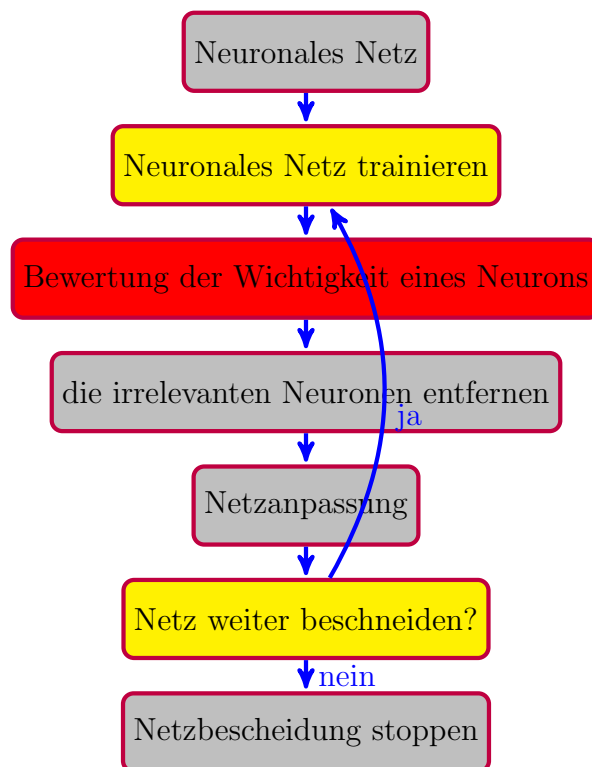 Neuronales Netz
Neuronales Netz trainieren
Bewertung der Wichtigkeit eines Neurons
die irrelevanten Neuronen entfernen
ja
Netzanpassung
Netz weiter beschneiden?
nein
Netzbescheidung stoppen